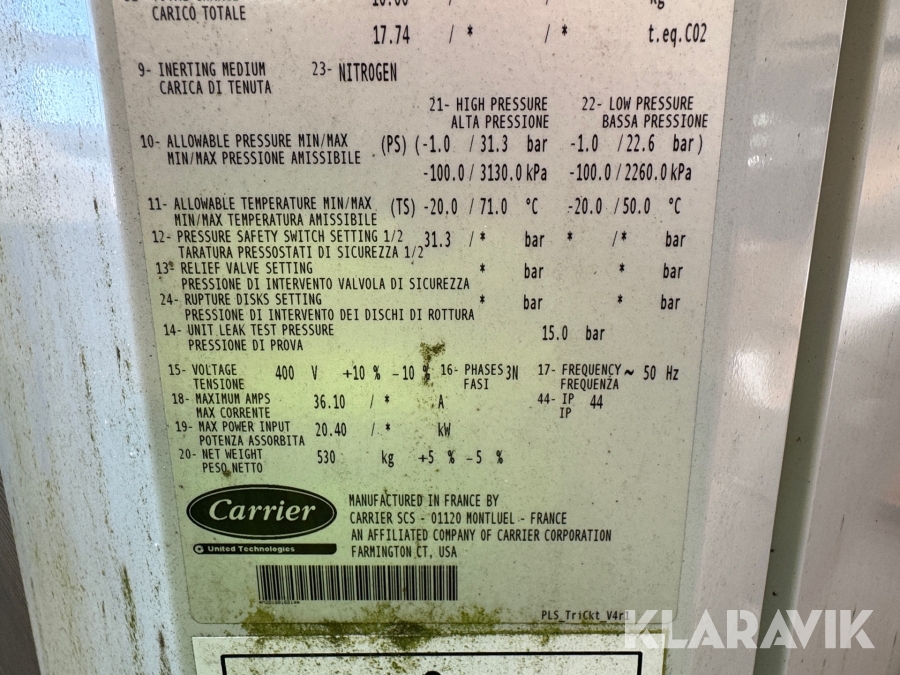 CARICO TOTALE
17.74 / * / * t.eq.CO2
9- INERTING MEDIUM 23- NITROGEN
CARICA DI TENUTA
21- HIGH PRESSURE 22- LOW PRESSURE
ALTA PRESSIONE BASSA PRESSIONE
10- ALLOWABLE PRESSURE MIN/MAX (PS) ( -1.0 / 31.3 bar -1.0 / 22.6 bar )
MIN/MAX PRESSIONE AMISSIBILE
-100.0 / 3130.0 kPa -100.0 / 2260.0 kPa
11- ALLOWABLE TEMPERATURE MIN/MAX (TS) -20.0 / 71.0 °C -20.0 / 50.0 °C
MIN/MAX TEMPERATURA AMISSIBILE
12- PRESSURE SAFETY SWITCH SETTING 1/2 31.3 / * bar * / * bar
TARATURA PRESSOSTATI DI SICUREZZA 1/2
13- RELIEF VALVE SETTING * bar * bar
PRESSIONE DI INTERVENTO VALVOLA DI SICUREZZA
24- RUPTURE DISKS SETTING * bar * bar
PRESSIONE DI INTERVENTO DEI DISCHI DI ROTTURA
14- UNIT LEAK TEST PRESSURE 15.0 bar
PRESSIONE DI PROVA
15- VOLTAGE 400 V +10 % -10 % 16- PHASES 3N 17- FREQUENCY ~ 50 Hz
TENSIONE FASI FREQUENZA
18- MAXIMUM AMPS 36.10 / * A 44- IP 44
MAX CORRENTE IP
19- MAX POWER INPUT 20.40 / * kW
POTENZA ASSORBITA
20- NET WEIGHT 530 kg +5 % -5 %
PESO NETTO
Carrier
United Technologies
MANUFACTURED IN FRANCE BY
CARRIER SCS - 01120 MONTLUEL - FRANCE
AN AFFILIATED COMPANY OF CARRIER CORPORATION
FARMINGTON CT, USA
PLS_TriCkt_V4r1
KLARAVIK